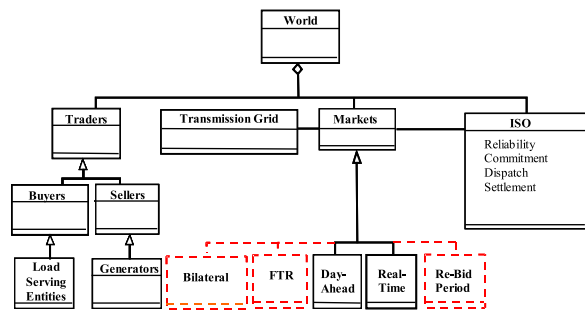 World
Traders
Transmission Grid
Markets
ISO
Reliability
Commitment
Dispatch
Settlement
Buyers
Sellers
Load
Serving
Entities
Generators
Bilateral
FTR
Day-
Ahead
Real-
Time
Re-Bid
Period